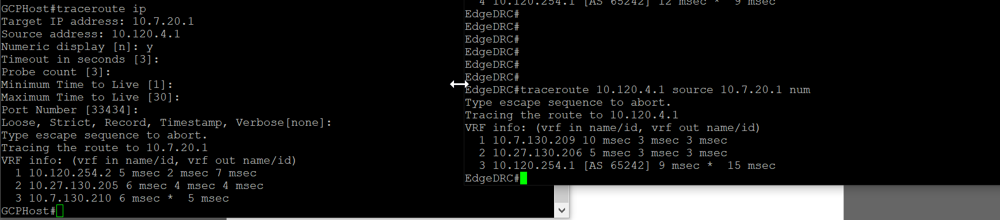 GCPHost#traceroute ip
Target IP address: 10.7.20.1
Source address: 10.120.4.1
Numeric display [n]: y
Timeout in seconds [3]:
Probe count [3]:
Minimum Time to Live [1]:
Maximum Time to Live [30]:
Port Number [33434]:
Loose, Strict, Record, Timestamp, Verbose[none]:
Type escape sequence to abort.
Tracing the route to 10.7.20.1
VRF info: (vrf in name/id, vrf out name/id)
  1 10.120.254.2 5 msec 2 msec 7 msec
  2 10.27.130.205 6 msec 4 msec 4 msec
  3 10.7.130.210 6 msec *  5 msec
GCPHost#
  4 10.120.254.1 [AS 65242] 12 msec *  9 msec
EdgeDRC#
EdgeDRC#
EdgeDRC#
EdgeDRC#
EdgeDRC#
EdgeDRC#
EdgeDRC#traceroute 10.120.4.1 source 10.7.20.1 num
Type escape sequence to abort.
Tracing the route to 10.120.4.1
VRF info: (vrf in name/id, vrf out name/id)
  1 10.7.130.209 10 msec 3 msec 3 msec
  2 10.27.130.206 5 msec 3 msec 3 msec
  3 10.120.254.1 [AS 65242] 9 msec *  15 msec
EdgeDRC#